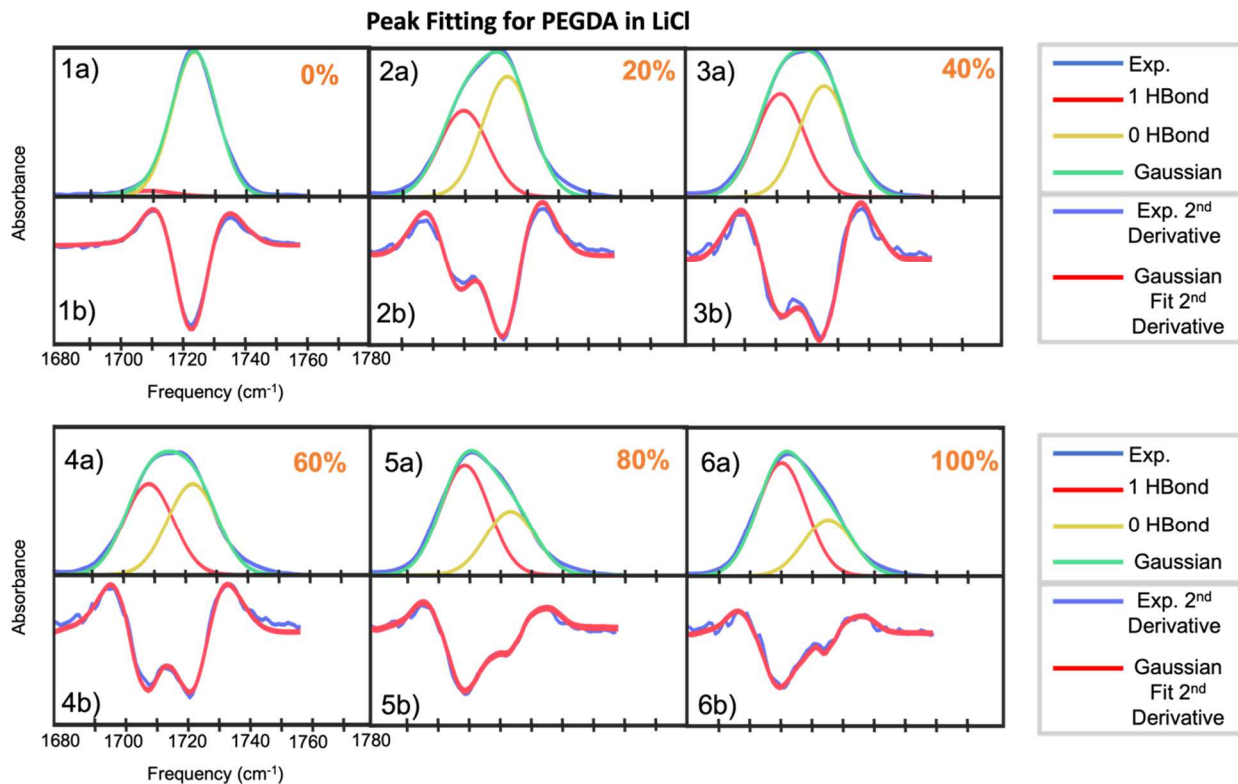 Peak Fitting for PEGDA in LiCl
1a)
0%
2a)
20%
3a)
40%
Absorbance
1b)
2b)
3b)
1680 1700 1720 1740 1760 1780
Frequency (cm⁻¹)
Exp.
1 HBond
0 HBond
Gaussian
Exp. 2nd
Derivative
Gaussian
Fit 2nd
Derivative
4a)
60%
5a)
80%
6a)
100%
Absorbance
4b)
5b)
6b)
1680 1700 1720 1740 1760 1780
Frequency (cm⁻¹)
Exp.
1 HBond
0 HBond
Gaussian
Exp. 2nd
Derivative
Gaussian
Fit 2nd
Derivative